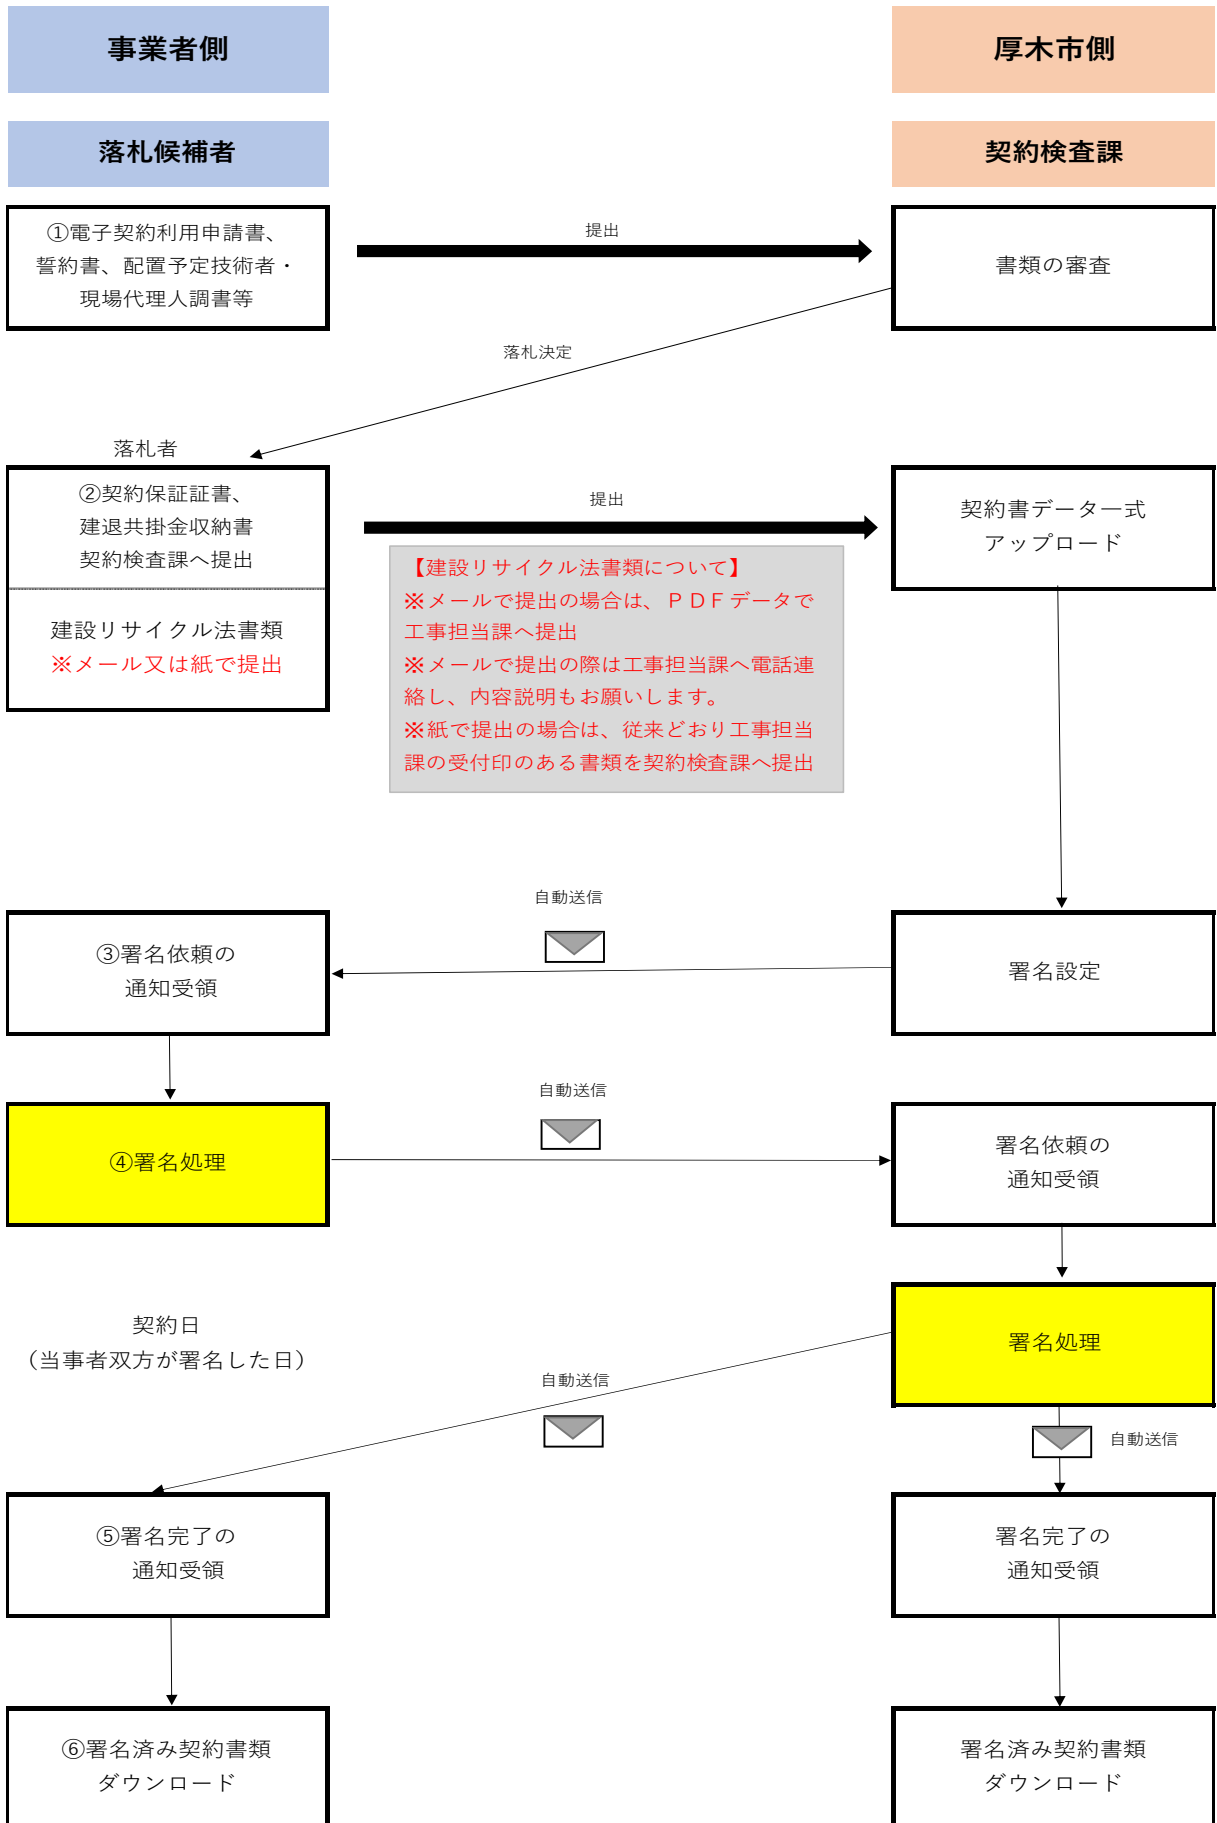 事業者側
厚木市側
落札候補者
契約検査課
①電子契約利用申請書、
誓約書、配置予定技術者・
現場代理人調書等
提出
書類の審査
落札決定
落札者
②契約保証証書、
建退共掛金収納書
契約検査課へ提出
建設リサイクル法書類
※メール又は紙で提出
提出
【建設リサイクル法書類について】
※メールで提出の場合は、ＰＤＦデータで
工事担当課へ提出
※メールで提出の際は工事担当課へ電話連
絡し、内容説明もお願いします。
※紙で提出の場合は、従来どおり工事担当
課の受付印のある書類を契約検査課へ提出
契約書データ一式
アップロード
自動送信
③署名依頼の
通知受領
署名設定
自動送信
④署名処理
署名依頼の
通知受領
契約日
（当事者双方が署名した日）
署名処理
自動送信
自動送信
⑤署名完了の
通知受領
署名完了の
通知受領
⑥署名済み契約書類
ダウンロード
署名済み契約書類
ダウンロード